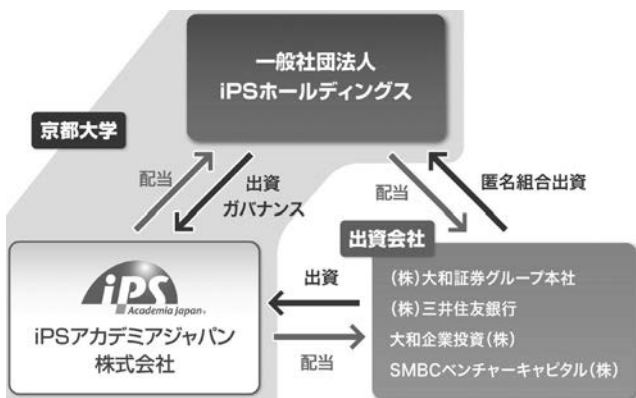 一般社団法人
iPSホールディングス
京都大学
配当
出資
ガバナンス
配当
匿名組合出資
出資会社
iPS
Academia Japan
iPSアカデミアジャパン
株式会社
出資
配当
(株)大和証券グループ本社
(株)三井住友銀行
大和企業投資(株)
SMBCベンチャーキャピタル(株)